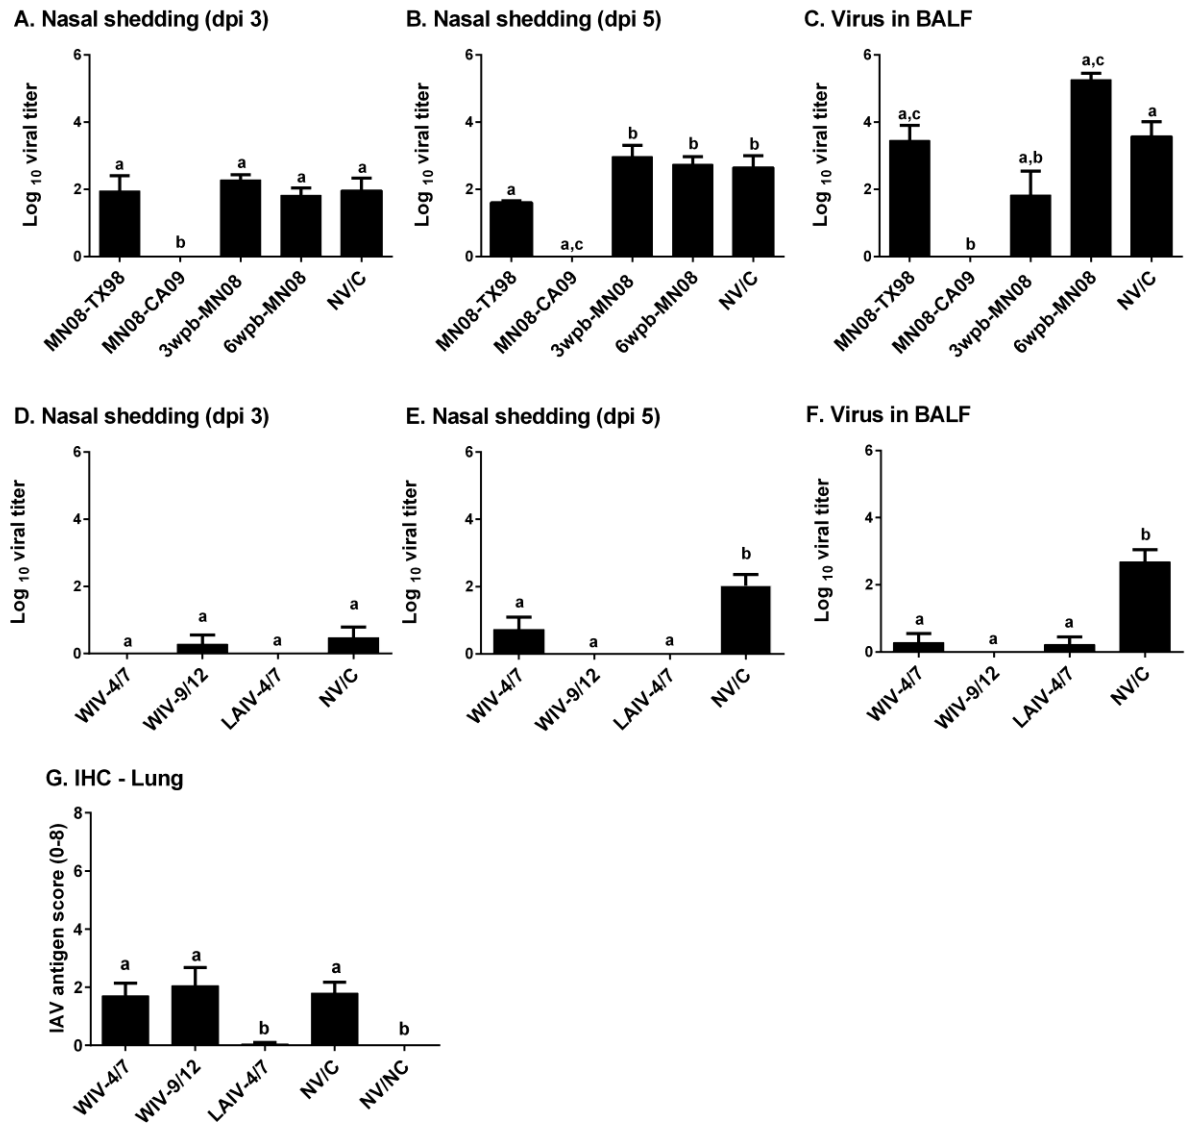 A. Nasal shedding (dpi 3)
Log 10 viral titer
6
4
2
0
a
b
a
a
a
MN08-TX98
MN08-CA09
3wpb-MN08
6wpb-MN08
NV/C
B. Nasal shedding (dpi 5)
Log 10 viral titer
6
4
2
0
a
a,c
b
b
b
MN08-TX98
MN08-CA09
3wpb-MN08
6wpb-MN08
NV/C
C. Virus in BALF
Log 10 viral titer
6
4
2
0
a,c
b
a,b
a,c
a
MN08-TX98
MN08-CA09
3wpb-MN08
6wpb-MN08
NV/C
D. Nasal shedding (dpi 3)
Log 10 viral titer
6
4
2
0
a
a
a
a
WIV-4/7
WIV-9/12
LAIV-4/7
NV/C
E. Nasal shedding (dpi 5)
Log 10 viral titer
6
4
2
0
a
a
a
b
WIV-4/7
WIV-9/12
LAIV-4/7
NV/C
F. Virus in BALF
Log 10 viral titer
6
4
2
0
a
a
a
b
WIV-4/7
WIV-9/12
LAIV-4/7
NV/C
G. IHC - Lung
IAV antigen score (0-8)
8
6
4
2
0
a
a
b
a
b
WIV-4/7
WIV-9/12
LAIV-4/7
NV/C
NV/NC